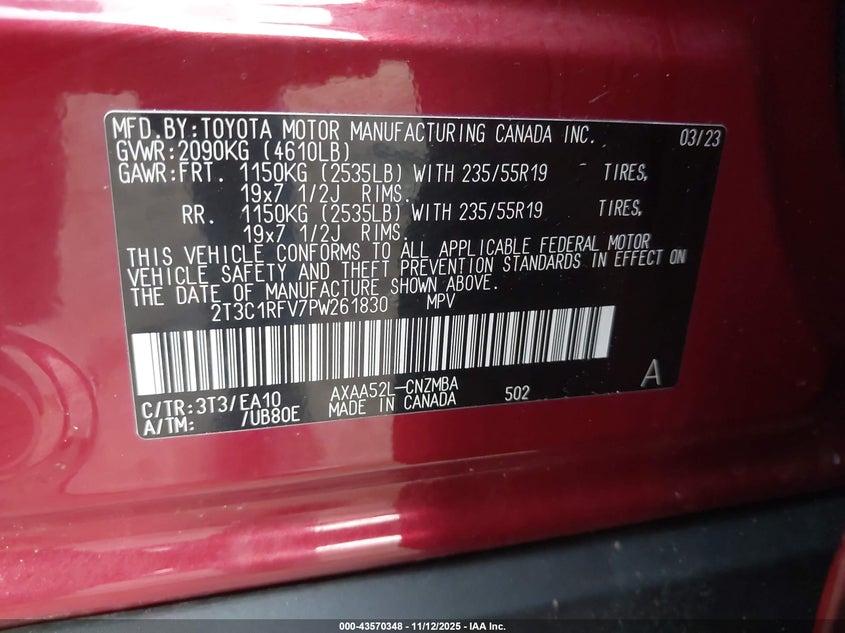 MFD.BY:TOYOTA MOTOR MANUFACTURING CANADA INC. 03/23
GVWR:2090KG (4610LB)
GAWR:FRT. 1150KG (2535LB) WITH 235/55R19 TIRES,
19x7 1/2J RIMS.
RR. 1150KG (2535LB) WITH 235/55R19 TIRES,
19x7 1/2J RIMS.
THIS VEHICLE CONFORMS TO ALL APPLICABLE FEDERAL MOTOR
VEHICLE SAFETY AND THEFT PREVENTION STANDARDS IN EFFECT ON
THE DATE OF MANUFACTURE SHOWN ABOVE.
2T3C1RFV7PW261830 MPV
C/TR:3T3/EA10 AXAA52L-CNZMBA 502 A
A/TM: /UB80E MADE IN CANADA
000-43570348 - 11/12/2025 - IAA Inc.